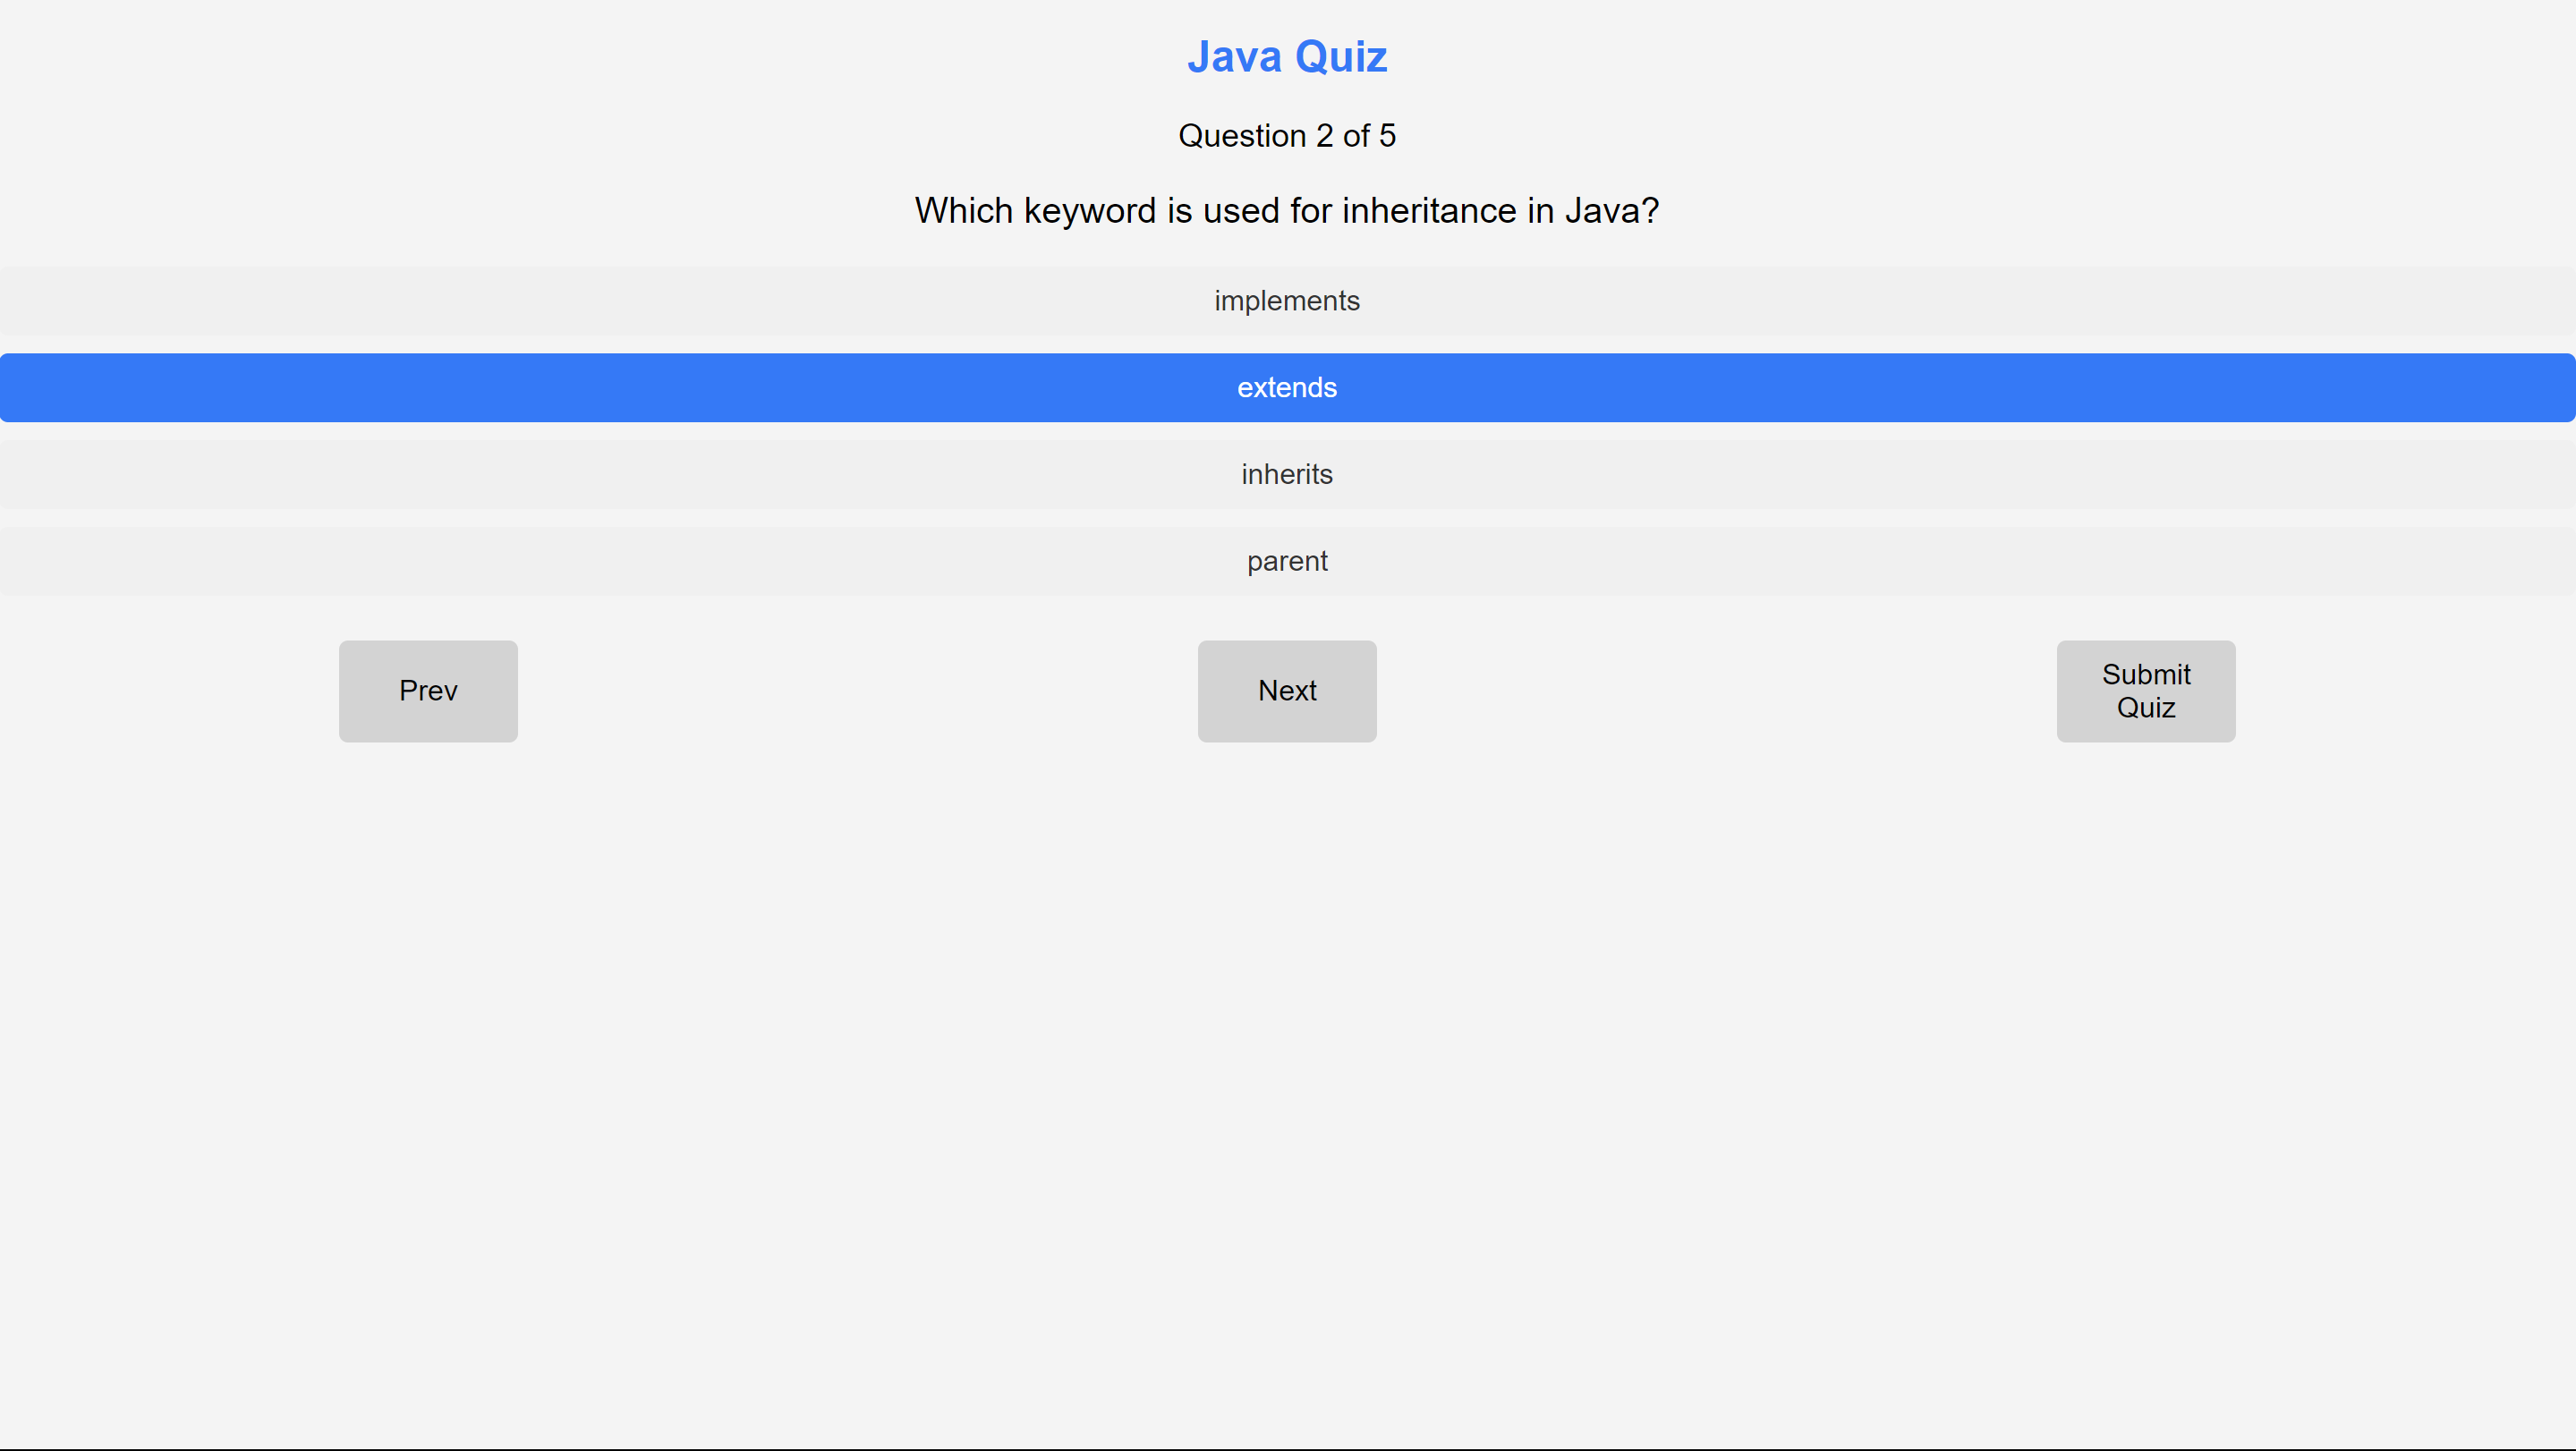 Java Quiz
Question 2 of 5
Which keyword is used for inheritance in Java?
implements
extends
inherits
parent
Prev
Next
Submit
Quiz